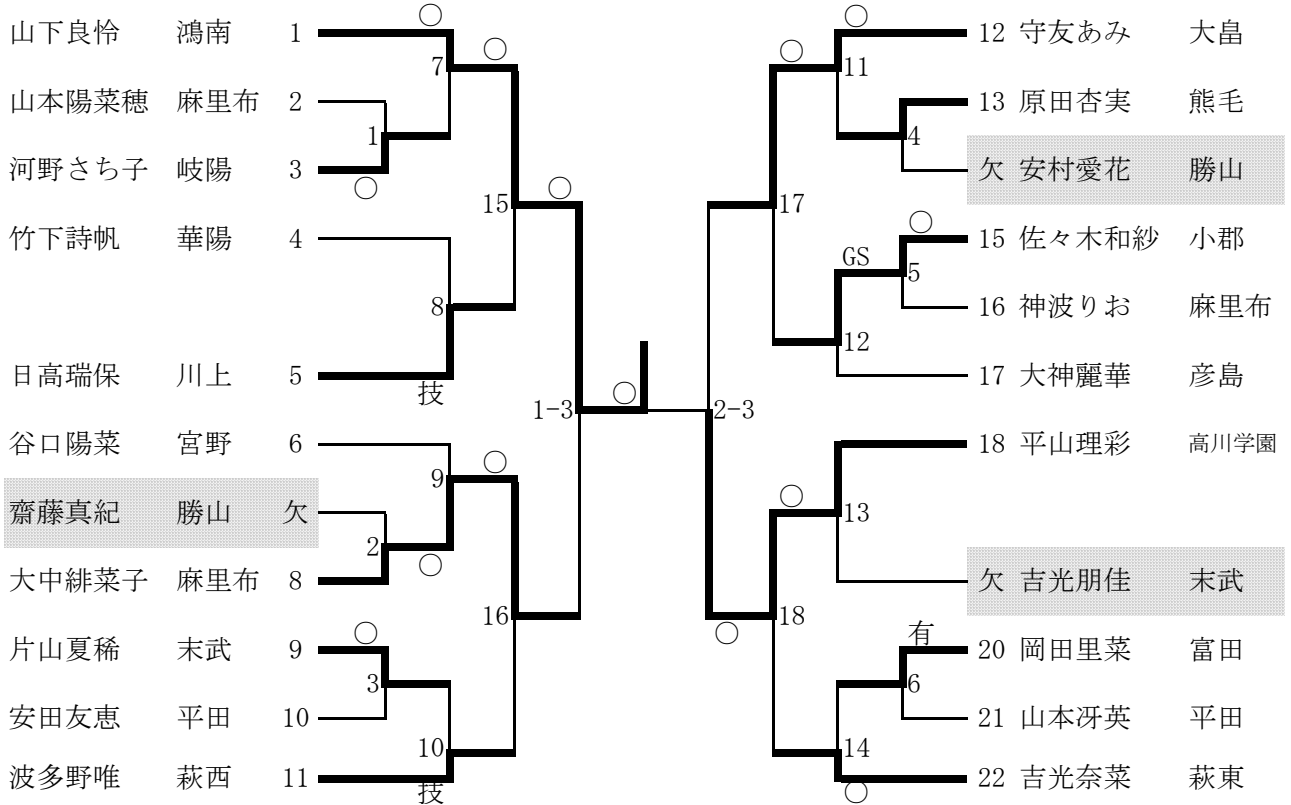 山下良怜 鴻南 1
山本陽菜穂 麻里布 2
河野さち子 岐陽 3
竹下詩帆 華陽 4
日高瑞保 川上 5
谷口陽菜 宮野 6
齋藤真紀 勝山 欠
大中緋菜子 麻里布 8
片山夏稀 末武 9
安田友恵 平田 10
波多野唯 萩西 11
○
○
7
1
○
15
○
8
技
1-3
○
9
○
2
○
16
○
3
10
技
○
○
11
4
17
○
GS
5
12
2-3
○
13
18
○
有
6
14
○
12 守友あみ 大畠
13 原田杏実 熊毛
欠 安村愛花 勝山
15 佐々木和紗 小郡
16 神波りお 麻里布
17 大神麗華 彦島
18 平山理彩 高川学園
欠 吉光朋佳 末武
20 岡田里菜 富田
21 山本冴英 平田
22 吉光奈菜 萩東